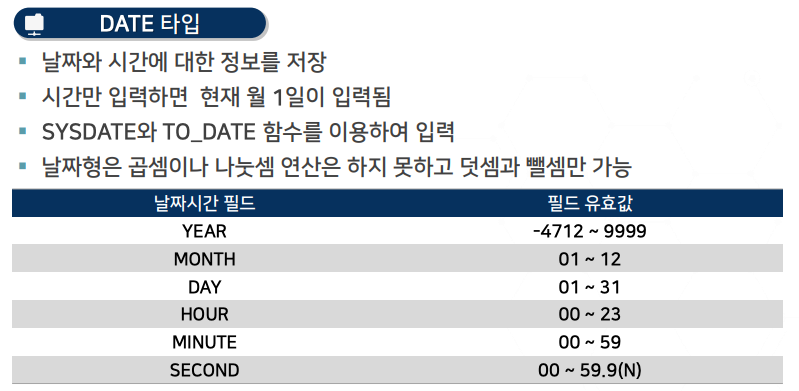 DATE 타입
날짜와 시간에 대한 정보를 저장
시간만 입력하면 현재 월 1일이 입력됨
SYSDATE와 TO_DATE 함수를 이용하여 입력
날짜형은 곱셈이나 나눗셈 연산은 하지 못하고 덧셈과 뺄셈만 가능
날짜시간 필드 필드 유효값
YEAR -4712 ~ 9999
MONTH 01 ~ 12
DAY 01 ~ 31
HOUR 00 ~ 23
MINUTE 00 ~ 59
SECOND 00 ~ 59.9(N)